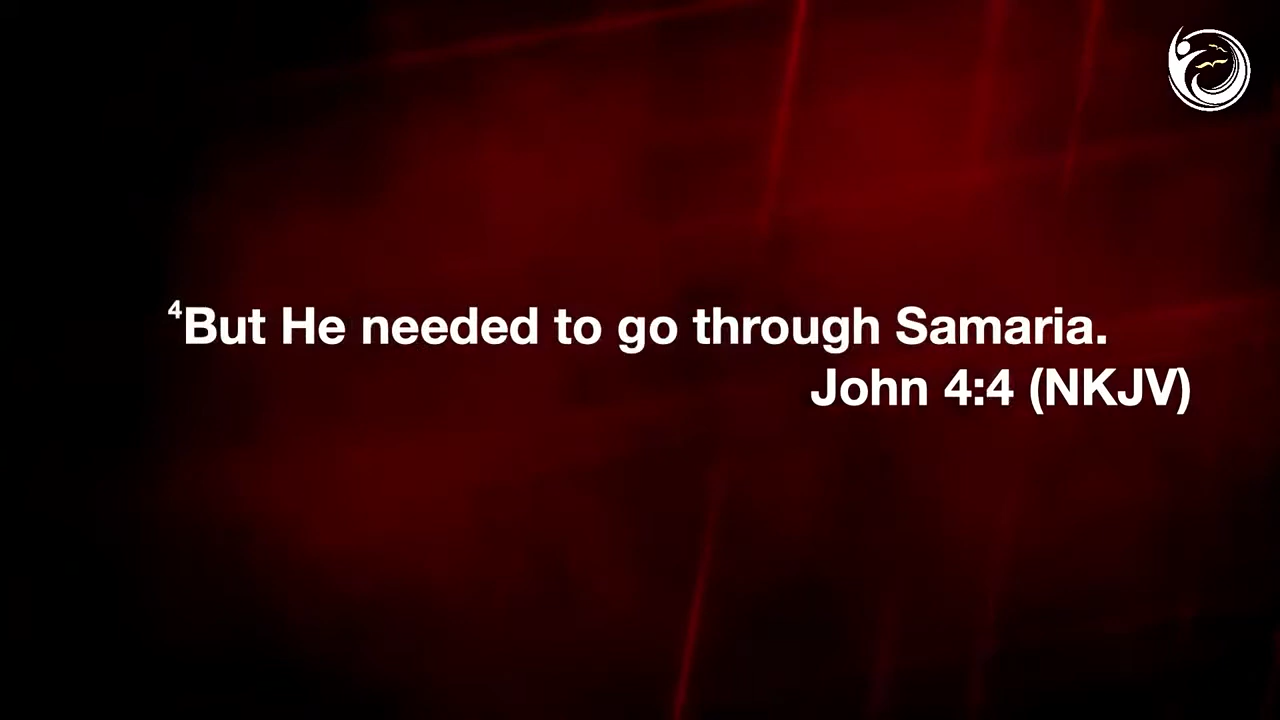 ⁴But He needed to go through Samaria.
John 4:4 (NKJV)